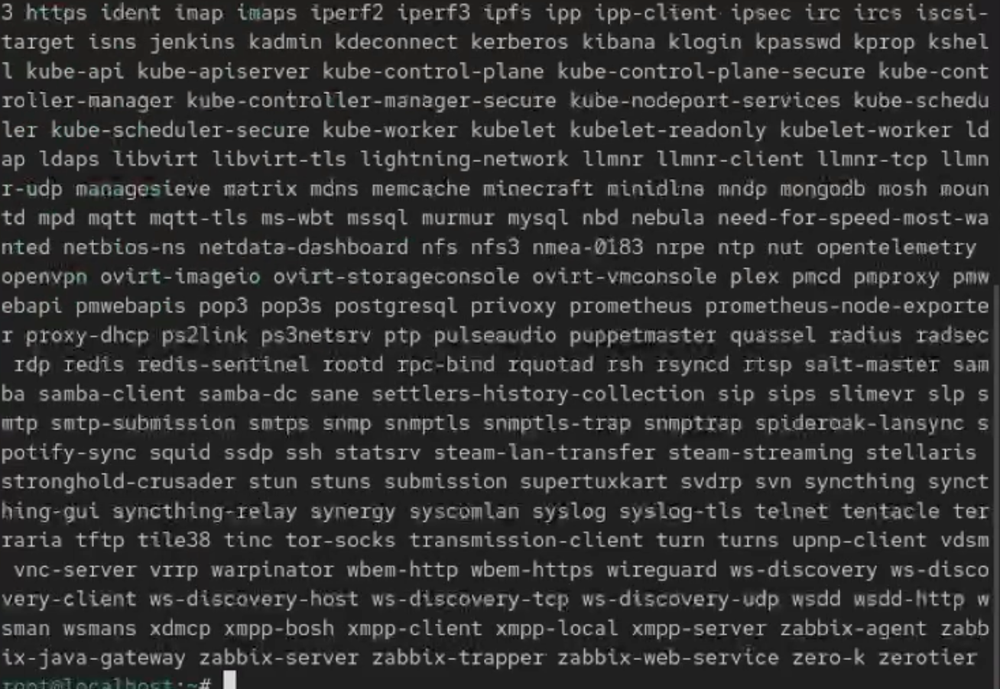 3 https ident imap imaps iperf2 iperf3 ipfs ipp ipp-client ipsec irc ircs iscsi-
target isns jenkins kadmin kdeconnect kerberos kibana klogin kpasswd kprop kshel
l kube-api kube-apiserver kube-control-plane kube-control-plane-secure kube-cont
roller-manager kube-controller-manager-secure kube-nodeport-services kube-schedu
ler kube-scheduler-secure kube-worker kubelet kubelet-readonly kubelet-worker ld
ap ldaps libvirt libvirt-tls lightning-network llmnr llmnr-client llmnr-tcp llmn
r-udp managesieve matrix mdns memcache minecraft minidlna mndp mongodb mosh moun
td mpd mqtt mqtt-tls ms-wbt mssql murmur mysql nbd nebula need-for-speed-most-wa
nted netbios-ns netdata-dashboard nfs nfs3 nmea-0183 nrpe ntp nut opentelemetry
openvpn ovirt-imageio ovirt-storageconsole ovirt-vmconsole plex pmcd pmproxy pmw
ebapi pmwebapis pop3 pop3s postgresql privoxy prometheus prometheus-node-exporte
r proxy-dhcp ps2link ps3netsrv ptp pulseaudio puppetmaster quassel radius radsec
rdp redis redis-sentinel rootd rpc-bind rquotad rsh rsyncd rtsp salt-master sam
ba samba-client samba-dc sane settlers-history-collection sip sips slimevr slp s
mtp smtp-submission smtps snmp snmptls snmptls-trap snmptrap spideroak-lansync s
potify-sync squid ssdp ssh statsrv steam-lan-transfer steam-streaming stellaris
stronghold-crusader stun stuns submission supertuxkart svdrp svn syncthing synct
hing-gui syncthing-relay synergy syscomlan syslog syslog-tls telnet tentacle ter
raria tftp tile38 tinc tor-socks transmission-client turn turns upnp-client vdsm
vnc-server vrrp warpinator wbem-http wbem-https wireguard ws-discovery ws-disco
very-client ws-discovery-host ws-discovery-tcp ws-discovery-udp wsdd wsdd-http w
sman wsmans xdmcp xmpp-bosh xmpp-client xmpp-local xmpp-server zabbix-agent zabb
ix-java-gateway zabbix-server zabbix-trapper zabbix-web-service zero-k zerotier
root@localhost:~#